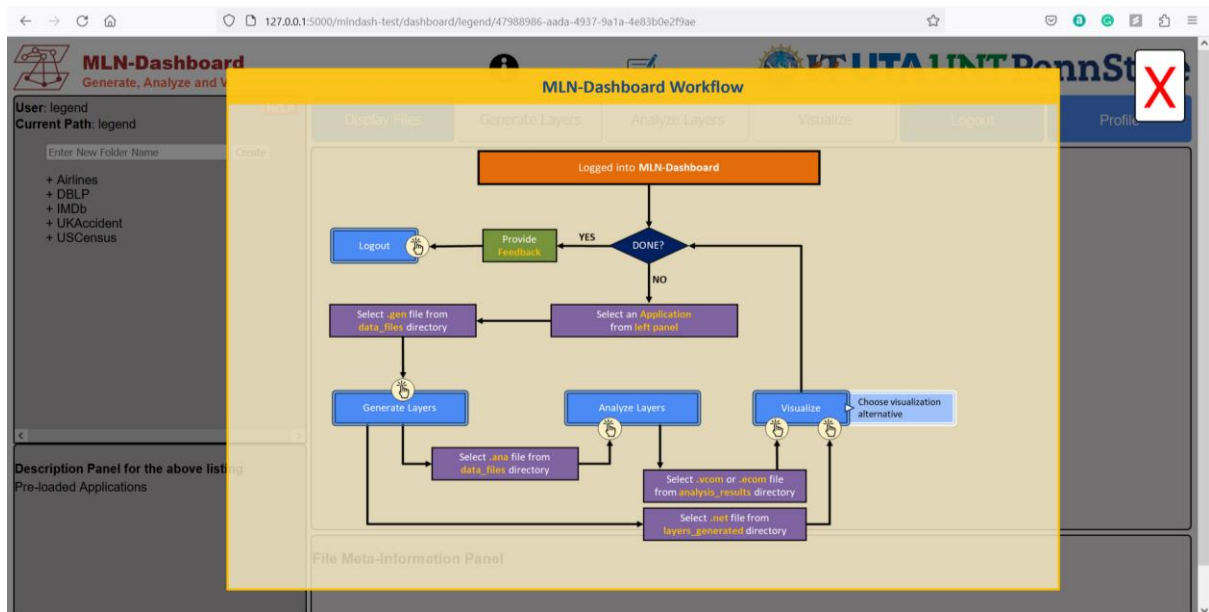 127.0.0.1:5000/mlndash-test/dashboard/legend/47988986-aada-4937-9a1a-4e83b0e2f9ae
MLN-Dashboard
Generate, Analyze and V
UTA UNT PennSt
X
MLN-Dashboard Workflow
User: legend
Current Path: legend
HELP
Display Files
Generate Layers
Analyze Layers
Visualize
Logout
Profile
Enter New Folder Name
Create
+ Airlines
+ DBLP
+ IMDb
+ UKAccident
+ USCensus
Logged into MLN-Dashboard
Logout
Provide
Feedback
YES
DONE?
NO
Select .gen file from
data_files directory
Select an Application
from left panel
Generate Layers
Analyze Layers
Visualize
Choose visualization
alternative
Select .ana file from
data_files directory
Select .vcom or .ecom file
from analysis_results directory
Select .net file from
layers_generated directory
Description Panel for the above listing
Pre-loaded Applications
File Meta-Information Panel